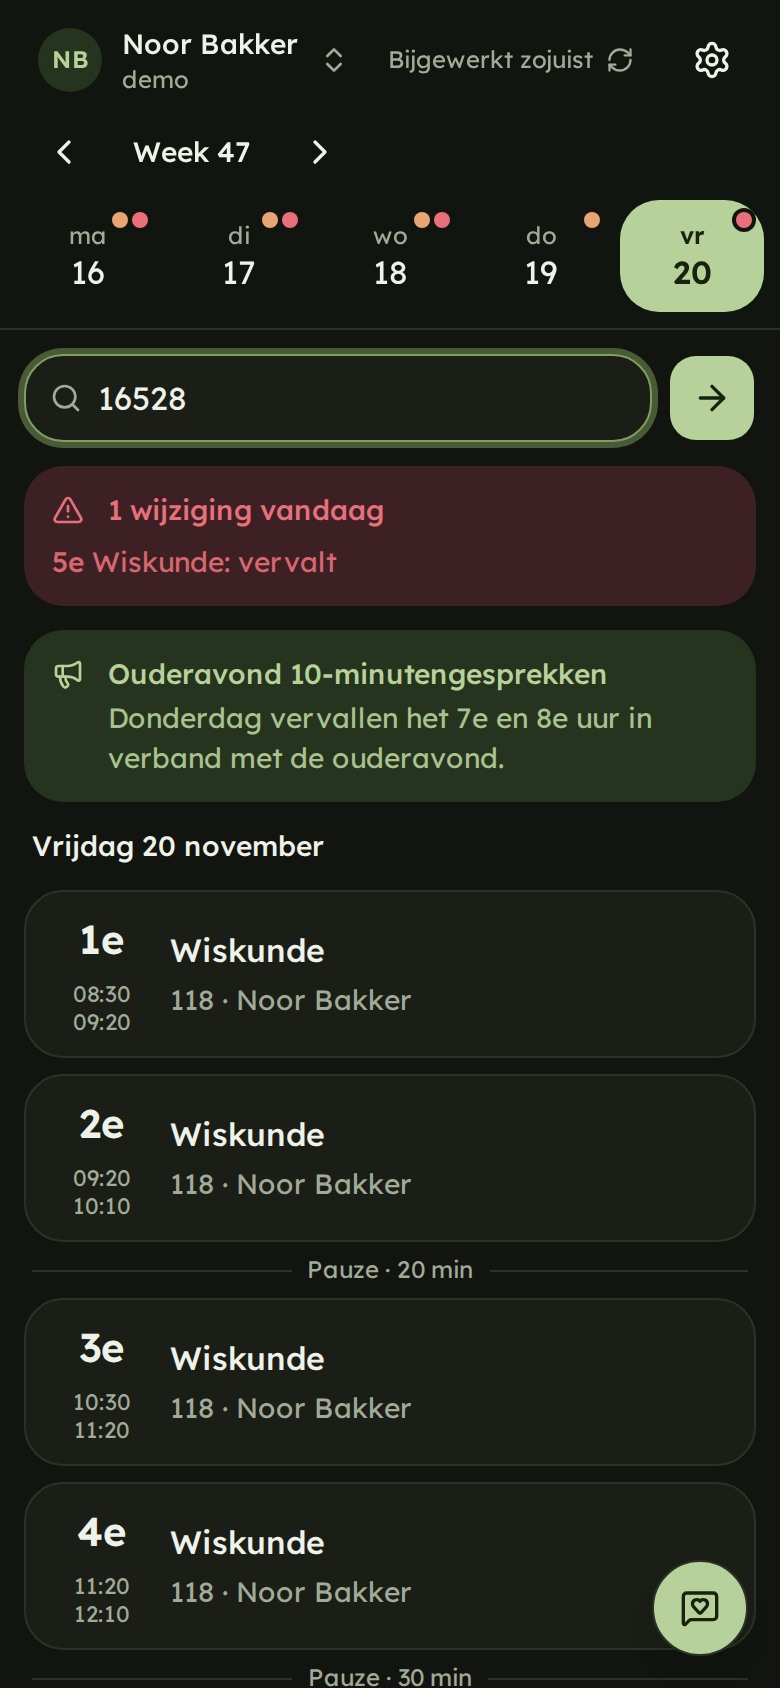 NB
Noor Bakker
demo
Bijgewerkt zojuist
Week 47
ma
16
di
17
wo
18
do
19
vr
20
16528
1 wijziging vandaag
5e Wiskunde: vervalt
Ouderavond 10-minutengesprekken
Donderdag vervallen het 7e en 8e uur in
verband met de ouderavond.
Vrijdag 20 november
1e
08:30
09:20
Wiskunde
118 · Noor Bakker
2e
09:20
10:10
Wiskunde
118 · Noor Bakker
Pauze · 20 min
3e
10:30
11:20
Wiskunde
118 · Noor Bakker
4e
11:20
12:10
Wiskunde
118 · Noor Bakker
Pauze · 30 min